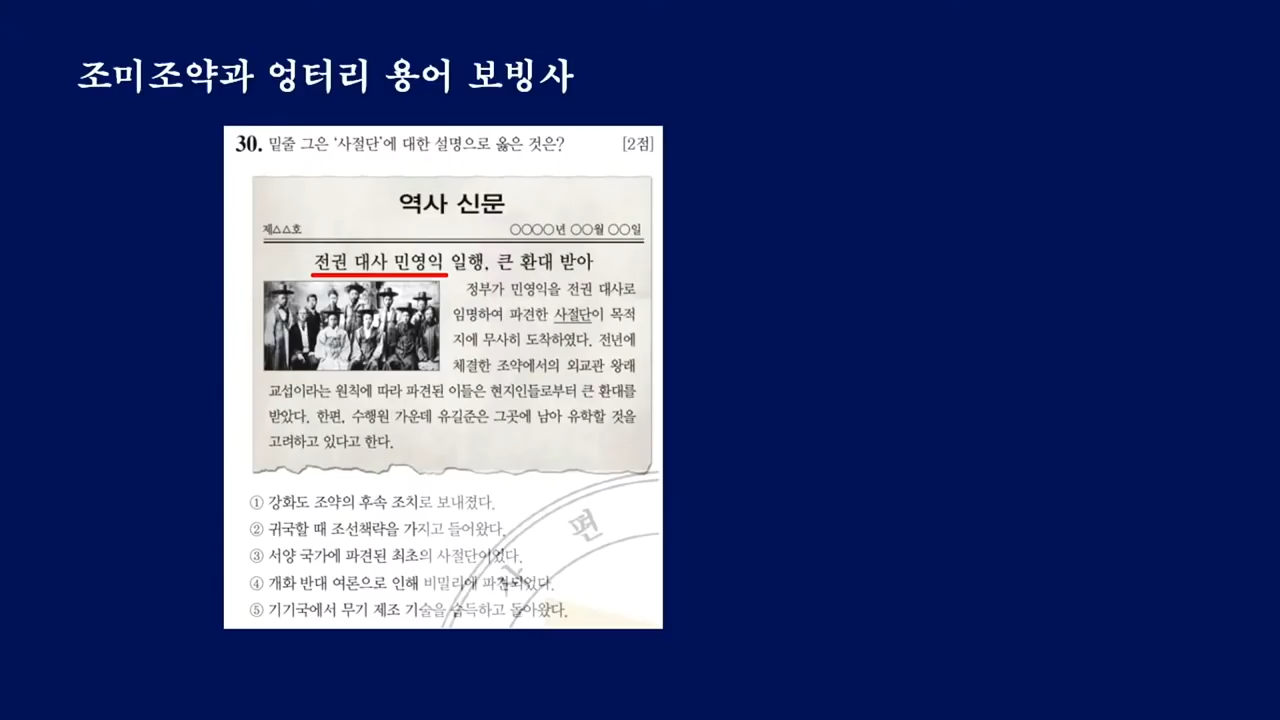 조미조약과 엉터리 용어 보빙사
30. 밑줄 그은 '사절단'에 대한 설명으로 옳은 것은? [2점]
역사 신문
제△△호 ○○○○년 ○○월 ○○일
전권 대사 민영익 일행, 큰 환대 받아
정부가 민영익을 전권 대사로
임명하여 파견한 사절단이 목적
지에 무사히 도착하였다. 전년에
체결한 조약에서의 외교관 왕래
교섭이라는 원칙에 따라 파견된 이들은 현지인들로부터 큰 환대를
받았다. 한편, 수행원 가운데 유길준은 그곳에 남아 유학할 것을
고려하고 있다고 한다.
① 강화도 조약의 후속 조치로 보내졌다.
② 귀국할 때 조선책략을 가지고 들어왔다.
③ 서양 국가에 파견된 최초의 사절단이었다.
④ 개화 반대 여론으로 인해 비밀리에 파견되었다.
⑤ 기기국에서 무기 제조 기술을 습득하고 돌아왔다.
사 편